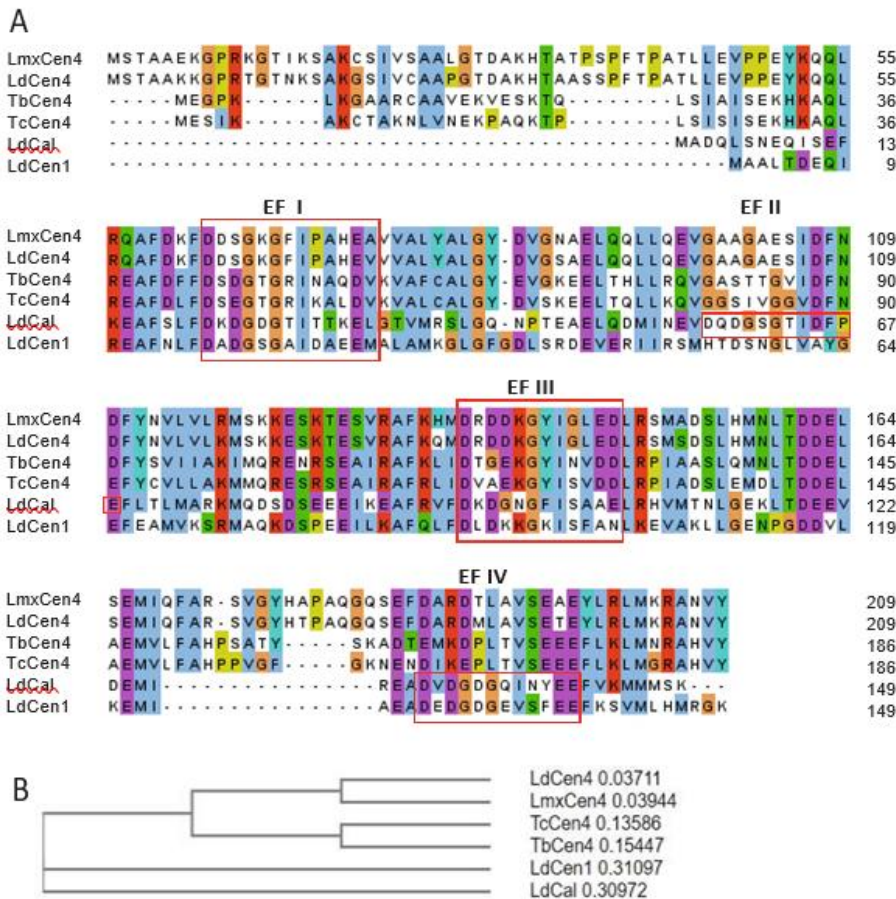 A
LmxCen4 MSTAAEKGPRKGTIKSAKCSIVSAALGTDAKHTATPSPFTPATLLEVPPEYKQQL 55
LdCen4 MSTAAKKGPRTGTNKSAKGSIVCAAPGTDAKHTAASSPFTPATLLEVPPEYKQQL 55
TbCen4 -----MEGPK------LKGAARCAAVEKVESKTQ--------LSIAISEKHKAQL 36
TcCen4 -----MESIK------AKCTAKNLVNEKPAQKTP--------LSISISEKHKAQL 36
LdCal ------------------------------------------MADQLSNEQISEF 13
LdCen1 ----------------------------------------------MAALTDEQI 9
EF I EF II
LmxCen4 RQAFDKFDDSGKGFIPAHEAVVALYALGY-DVGNAELQQLLQEVGAAGAESIDFN 109
LdCen4 RQAFDKFDDSGKGFIPAHEVVVALYALGY-DVGNAELQQLLQEVGAAGAESIDFN 109
TbCen4 REAFDFFDSDGTGRINAQDVKVAFCALGY-EVGKEELTHLLRQVGASTTGVIDFN 90
TcCen4 REAFDLFDSEGTGRIKALDVKVALCALGY-DVSKEELTQLLKQVGGSIVGGVDFN 90
LdCal KEAFSLFDKDGDGTITTKELGTVMRSLGQ-NPTEAELQDMINEVDQDGSGTIDFP 67
LdCen1 REAFNLFDADGSGAIDAEEMALAMKGLGFGDLSRDEVERIIRSMHTDSNGLVAYG 64
EF III
LmxCen4 DFYNVLVLRMSKKESKTESVRAFKHMDRDDKGYIGLEDLRSMADSLHMNLTDDEL 164
LdCen4 DFYNVLVLKMSKKESKTESVRAFKQMDRDDKGYIGLEDLRSMSDSLHMNLTDDEL 164
TbCen4 DFYSVIIAKIMQRENRSEAIRAFKLIDTGEKGYINVDDLRPIAASLQMNLTDDEL 145
TcCen4 EFYCVLLAKMMQRESRSEAIRAFRLIDVAEKGYISVDDLRPIADSLEMDLTDDEL 145
LdCal EFLTLMARKMQDSDSEEEIKEAFRVFDKDGNGFISAAELRHVMTNLGEKLTDEEV 122
LdCen1 EFEAMVKSRMAQKDSPEEILKAFQLFDLDKKGKISFANLKEVAKLLGENPGDDVL 119
EF IV
LmxCen4 SEMIQFAR-SVGYHAPAQGQSEFDARDTLAVSEAEYLRLMKRANVY 209
LdCen4 SEMIQFAR-SVGYHTPAQGQSEFDARDMLAVSETEYLRLMKRANVY 209
TbCen4 AEMVLFAHPSATY-----SKADTEMKDPLTVSEEEFLKLMNRAHVY 186
TcCen4 AEMVLFAHPPVGF-----GKNENDIKEPLTVSEEEFLKLMGRAHVY 186
LdCal DEMI----------------READVDGDGQINYEEFVKMMMSK--- 149
LdCen1 KEMI----------------AEADEDGDGEVSFEEFKSVMLHMRGK 149
B
LdCen4 0.03711
LmxCen4 0.03944
TcCen4 0.13586
TbCen4 0.15447
LdCen1 0.31097
LdCal 0.30972